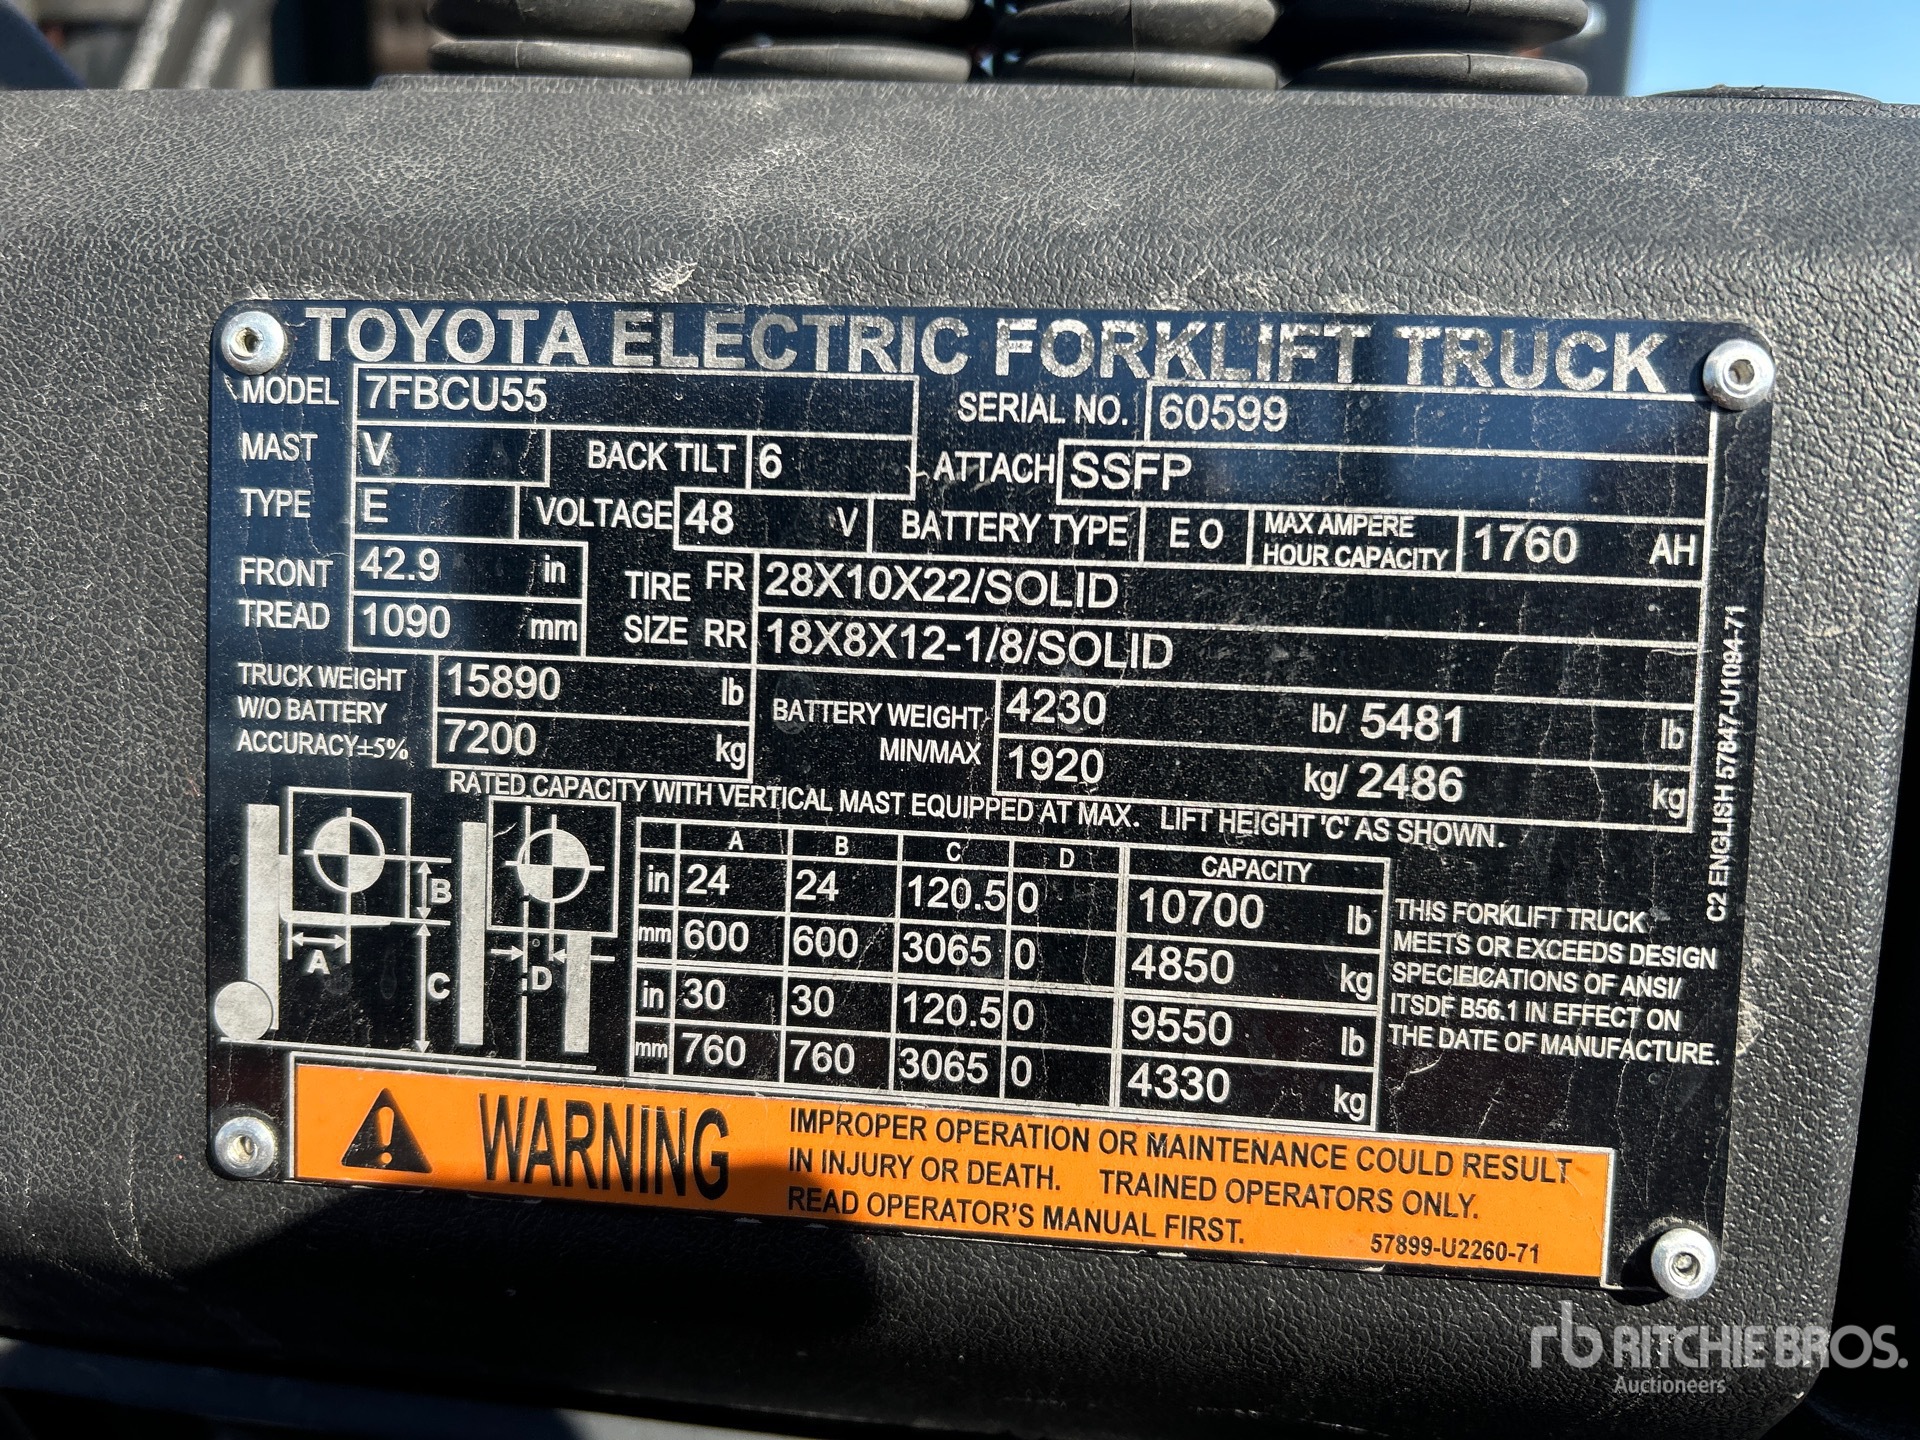 TOYOTA ELECTRIC FORKLIFT TRUCK
MODEL 7FBCU55 SERIAL NO. 60599
MAST V BACK TILT 6 ATTACH SSFP
TYPE E VOLTAGE 48 V BATTERY TYPE E O MAX AMPERE HOUR CAPACITY 1760 AH
FRONT TREAD 42.9 in TIRE SIZE FR 28X10X22/SOLID
1090 mm RR 18X8X12-1/8/SOLID
TRUCK WEIGHT W/O BATTERY ACCURACY±5% 15890 lb BATTERY WEIGHT MIN/MAX 4230 lb/ 5481 lb
7200 kg 1920 kg/ 2486 kg
RATED CAPACITY WITH VERTICAL MAST EQUIPPED AT MAX. LIFT HEIGHT 'C' AS SHOWN.
A B C D CAPACITY
in 24 24 120.5 0 10700 lb
mm 600 600 3065 0 4850 kg
in 30 30 120.5 0 9550 lb
mm 760 760 3065 0 4330 kg
B
A
C
D
THIS FORKLIFT TRUCK
MEETS OR EXCEEDS DESIGN
SPECIFICATIONS OF ANSI/
ITSDF B56.1 IN EFFECT ON
THE DATE OF MANUFACTURE.
C2 ENGLISH 57847-U1094-71
WARNING
IMPROPER OPERATION OR MAINTENANCE COULD RESULT
IN INJURY OR DEATH. TRAINED OPERATORS ONLY.
READ OPERATOR'S MANUAL FIRST.
57899-U2260-71
rb RITCHIE BROS.
Auctioneers